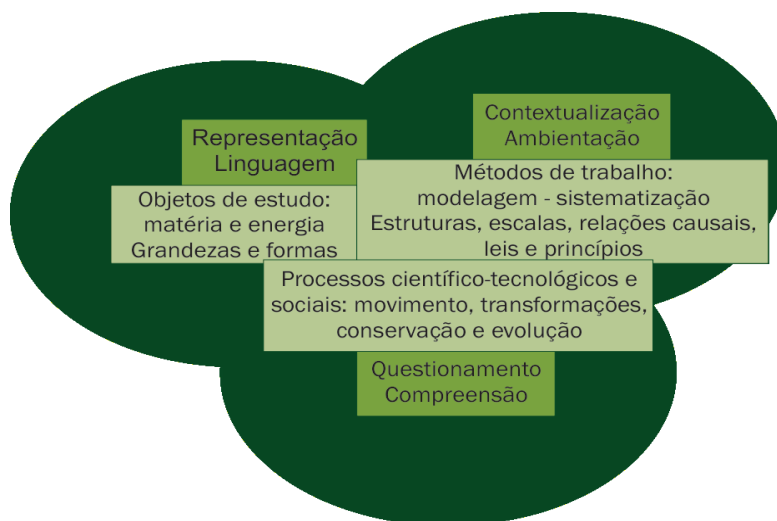 Representação
Linguagem
Objetos de estudo:
matéria e energia
Grandezas e formas
Contextualização
Ambientação
Métodos de trabalho:
modelagem - sistematização
Estruturas, escalas, relações causais,
leis e princípios
Processos científico-tecnológicos e
sociais: movimento, transformações,
conservação e evolução
Questionamento
Compreensão